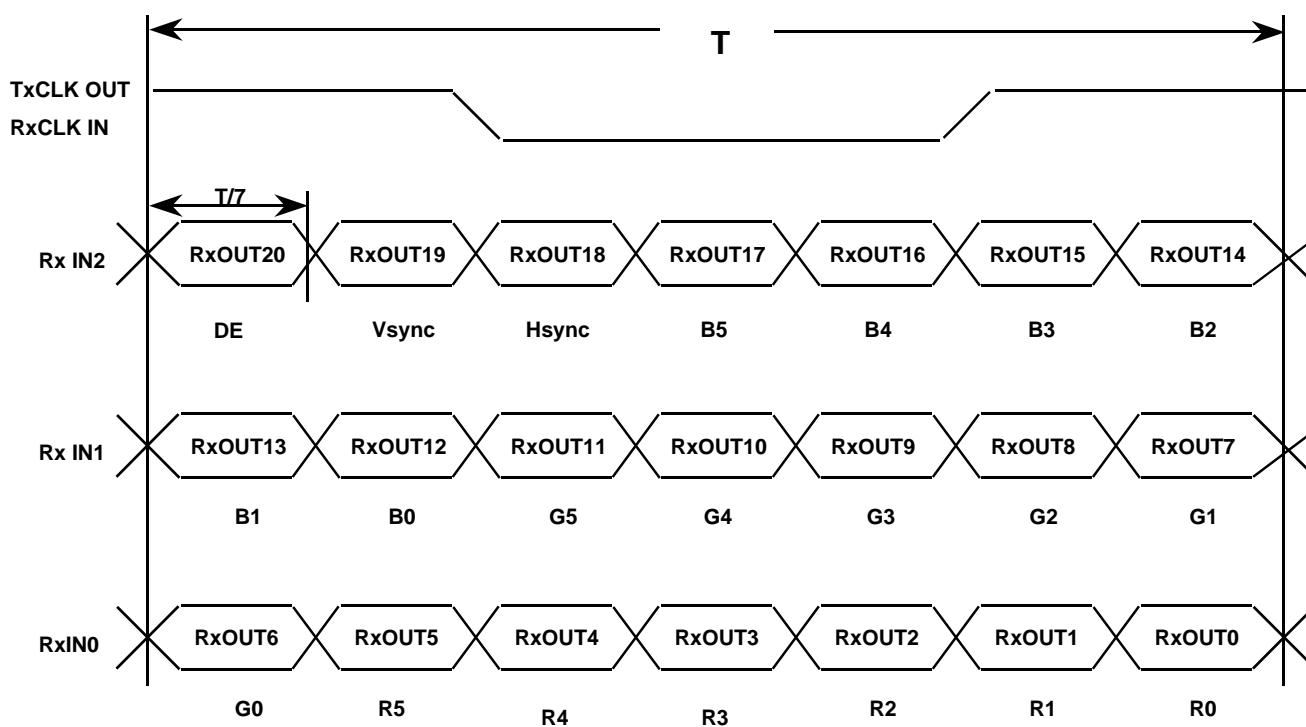 T
TxCLK OUT
RxCLK IN
T/7
Rx IN2 RxOUT20 RxOUT19 RxOUT18 RxOUT17 RxOUT16 RxOUT15 RxOUT14
DE Vsync Hsync B5 B4 B3 B2
Rx IN1 RxOUT13 RxOUT12 RxOUT11 RxOUT10 RxOUT9 RxOUT8 RxOUT7
B1 B0 G5 G4 G3 G2 G1
RxIN0 RxOUT6 RxOUT5 RxOUT4 RxOUT3 RxOUT2 RxOUT1 RxOUT0
G0 R5 R4 R3 R2 R1 R0